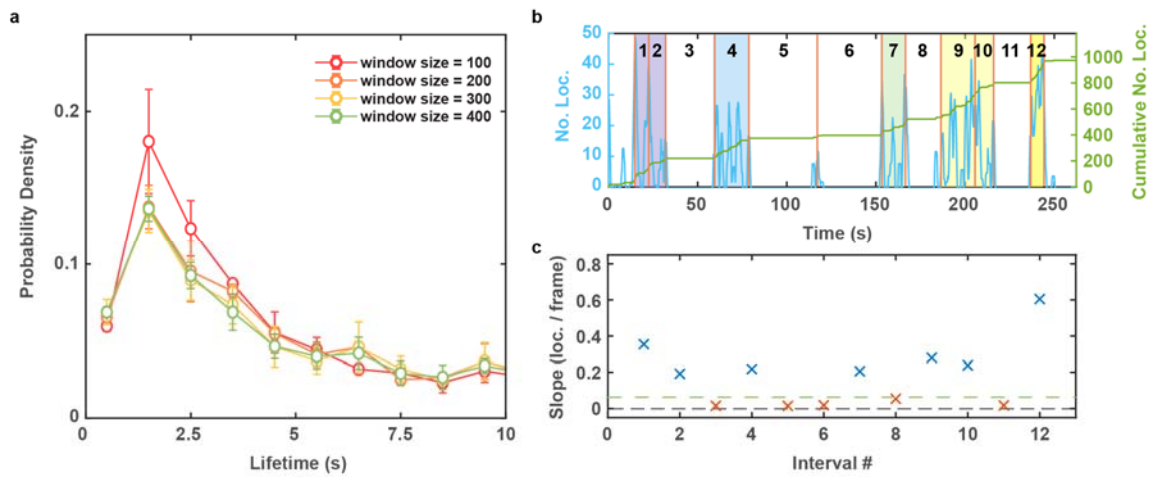 a
Probability Density
0.2
0.1
0
0
2.5
5
7.5
10
Lifetime (s)
window size = 100
window size = 200
window size = 300
window size = 400
b
No. Loc.
50
40
30
20
10
0
1 2 3 4 5 6 7 8 9 10 11 12
1000
800
600
400
200
0
Cumulative No. Loc.
0 50 100 150 200 250
Time (s)
c
Slope (loc. / frame)
0.8
0.6
0.4
0.2
0
0 2 4 6 8 10 12
Interval #